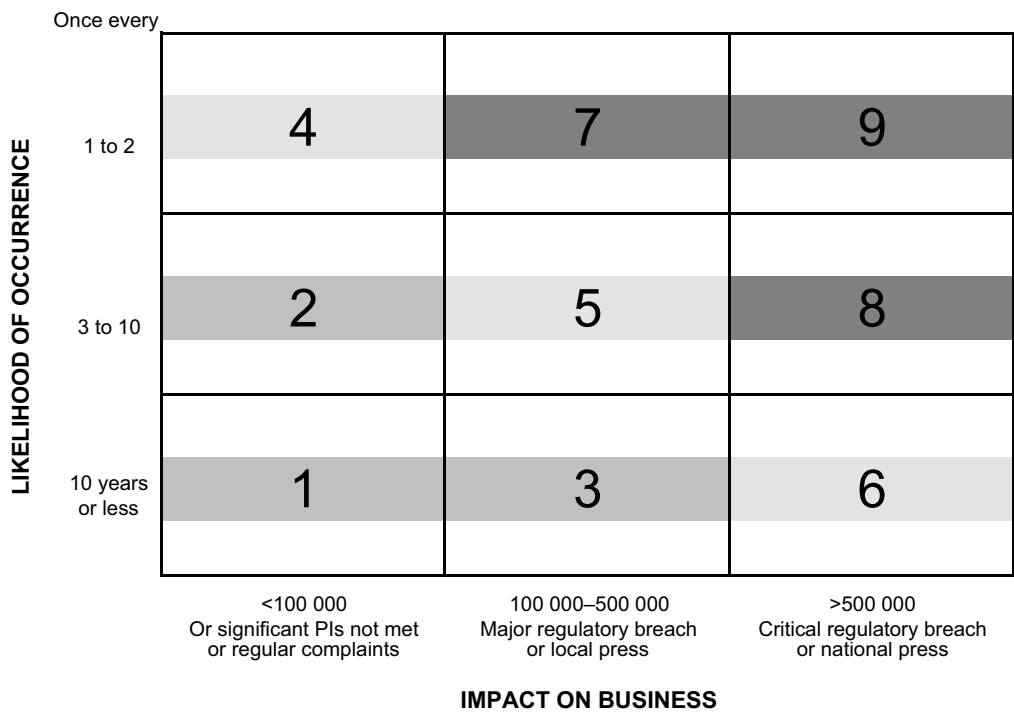 Once every
LIKELIHOOD OF OCCURRENCE
1 to 2
4
7
9
3 to 10
2
5
8
10 years
or less
1
3
6
<100 000
Or significant PIs not met
or regular complaints
100 000–500 000
Major regulatory breach
or local press
>500 000
Critical regulatory breach
or national press
IMPACT ON BUSINESS